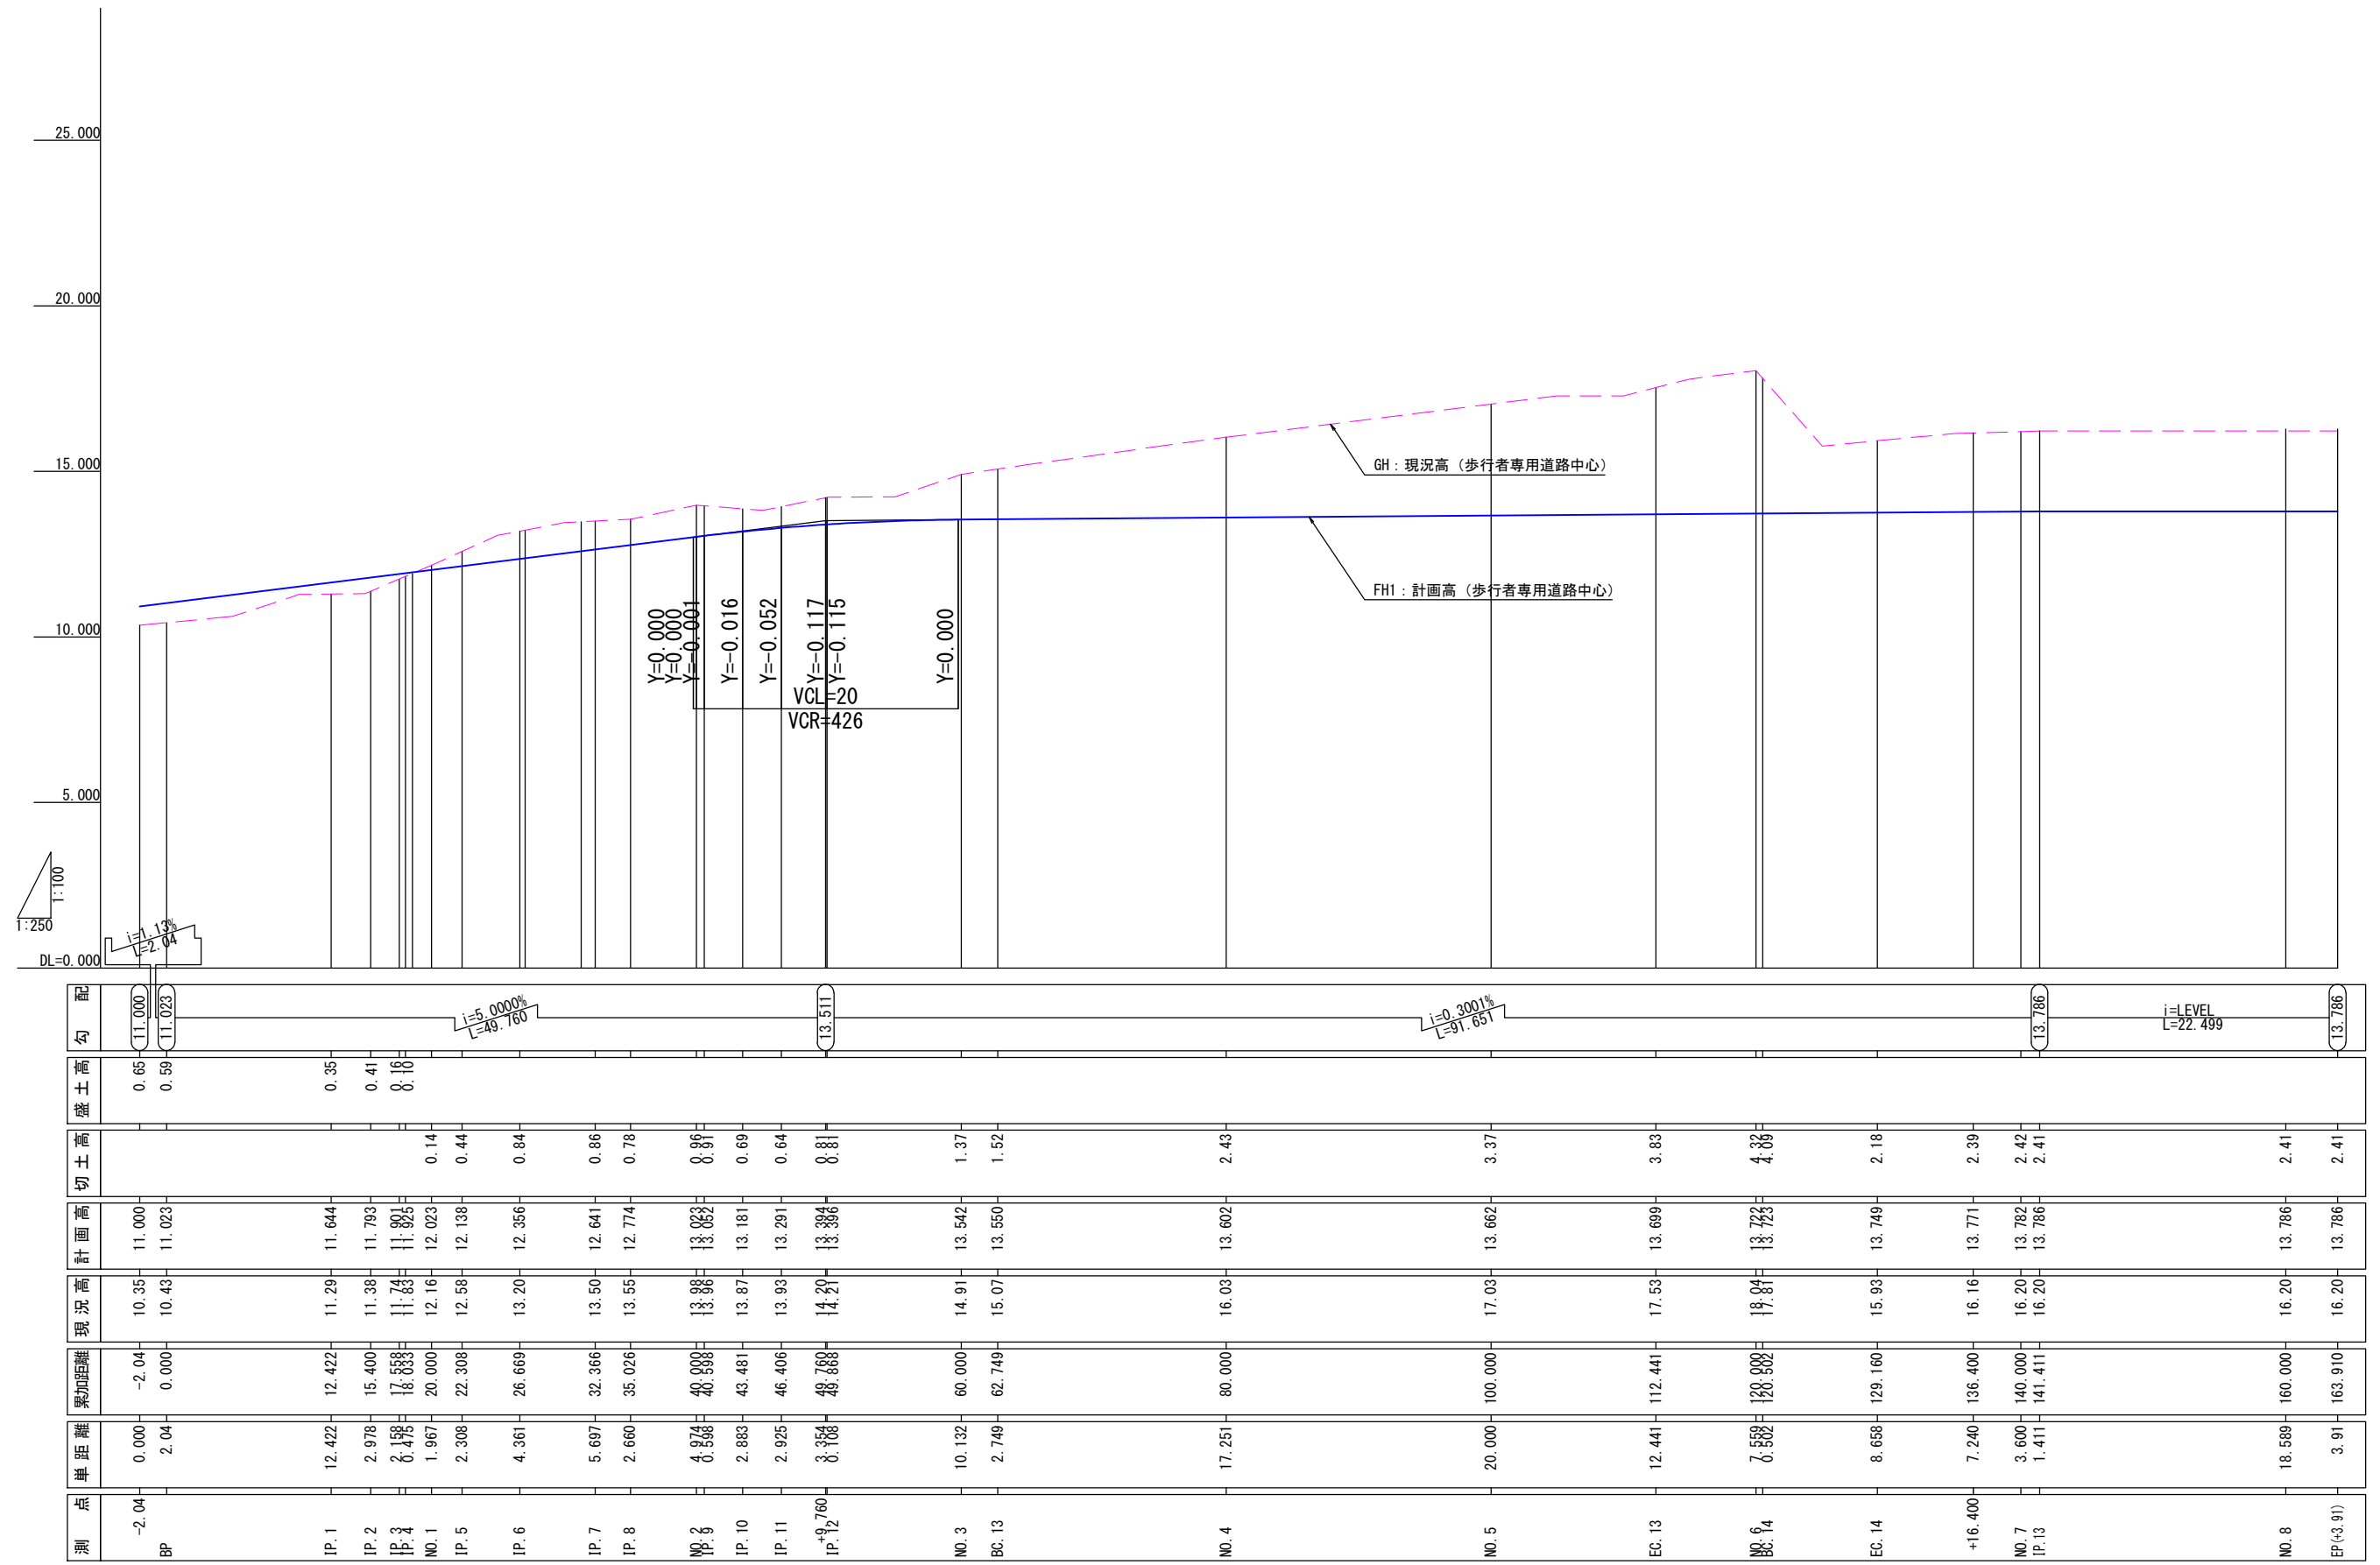 25.000
20.000
15.000
10.000
5.000
DL=0.000
1:100
1:250
GH：現況高（歩行者専用道路中心）
FH1：計画高（歩行者専用道路中心）
Y=0.000
Y=0.000
Y=-0.001
Y=-0.016
Y=-0.052
Y=-0.117
Y=-0.115
Y=0.000
VCL=20
VCR=426
i=1.13%
L=2.04
勾配 11.000 11.023 13.511 13.786 13.786
i=5.0000%
L=49.760
i=0.3001%
L=91.651
i=LEVEL
L=22.499
盛土高 0.65 0.59 0.35 0.41 0.16 0.10
切土高 0.14 0.44 0.84 0.86 0.78 0.96 0.91 0.69 0.64 0.81 0.81 1.37 1.52 2.43 3.37 3.83 4.32 4.09 2.18 2.39 2.42 2.41 2.41 2.41
計画高 11.000 11.023 11.644 11.793 11.901 11.925 12.023 12.138 12.356 12.641 12.774 13.023 13.052 13.181 13.291 13.394 13.396 13.542 13.550 13.602 13.662 13.699 13.722 13.723 13.749 13.771 13.782 13.786 13.786 13.786
現況高 10.35 10.43 11.29 11.38 11.74 11.83 12.16 12.58 13.20 13.50 13.55 13.98 13.96 13.87 13.93 14.20 14.21 14.91 15.07 16.03 17.03 17.53 18.04 17.81 15.93 16.16 16.20 16.20 16.20 16.20
累加距離 -2.04 0.000 12.422 15.400 17.558 18.033 20.000 22.308 26.669 32.366 35.026 40.000 40.598 43.481 46.406 49.760 49.868 60.000 62.749 80.000 100.000 112.441 120.000 120.502 129.160 136.400 140.000 141.411 160.000 163.910
単距離 0.000 2.04 12.422 2.978 2.158 0.475 1.967 2.308 4.361 5.697 2.660 4.974 0.598 2.883 2.925 3.354 0.108 10.132 2.749 17.251 20.000 12.441 7.559 0.502 8.658 7.240 3.600 1.411 18.589 3.91
測点 -2.04 BP IP.1 IP.2 IP.3 IP.4 NO.1 IP.5 IP.6 IP.7 IP.8 NO.2 IP.9 IP.10 IP.11 +9.760 IP.12 NO.3 BC.13 NO.4 NO.5 EC.13 NO.6 BC.14 EC.14 +16.400 NO.7 IP.13 NO.8 EP(+3.91)